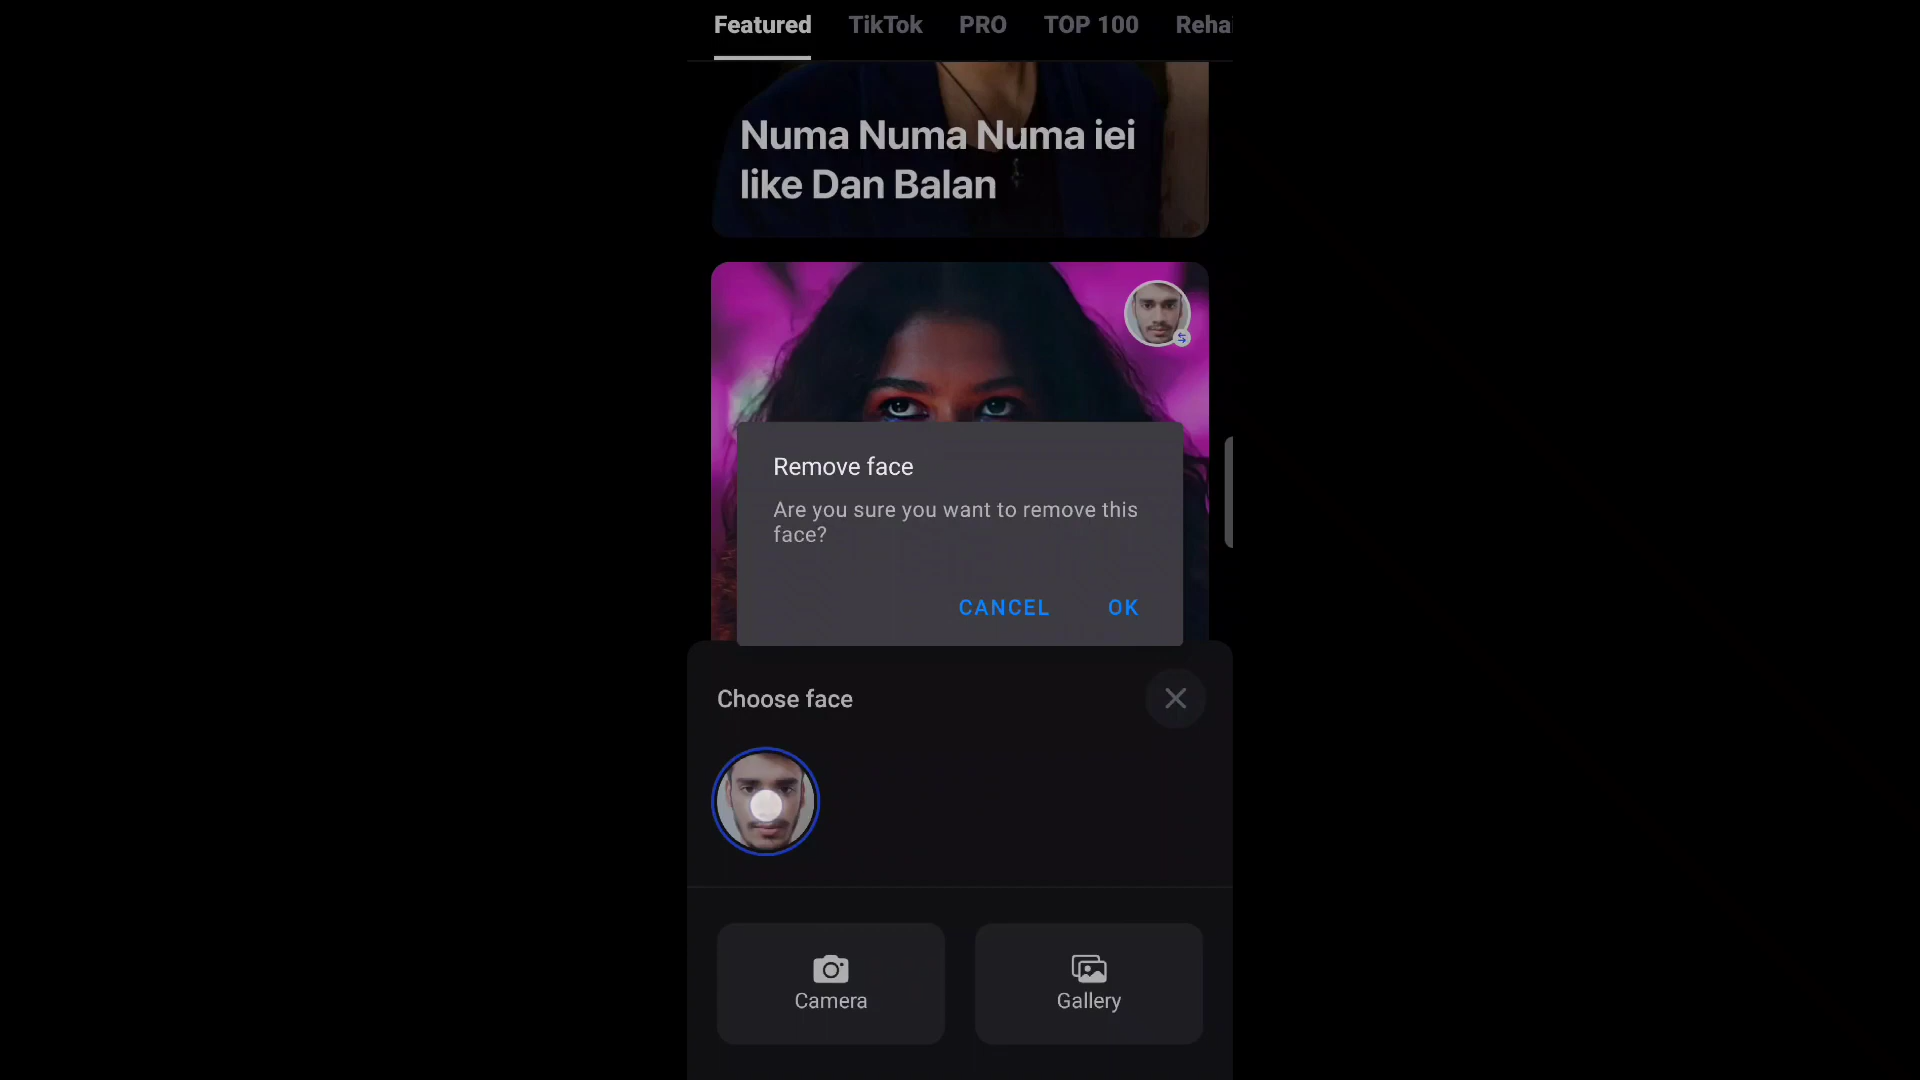 Featured TikTok PRO TOP 100 Reha
Numa Numa Numa iei
like Dan Balan
Remove face
Are you sure you want to remove this
face?
CANCEL OK
Choose face
Camera Gallery